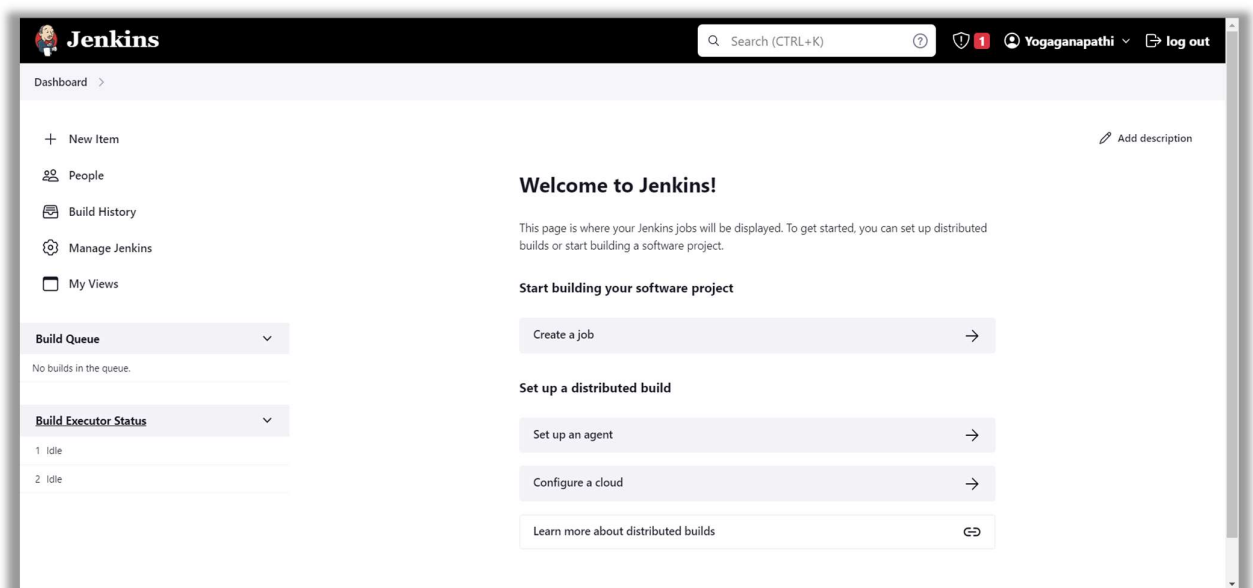 Jenkins
Search (CTRL+K)
1
Yogaganapathi
log out
Dashboard
New Item
People
Build History
Manage Jenkins
My Views
Build Queue
No builds in the queue.
Build Executor Status
1 Idle
2 Idle
Add description
Welcome to Jenkins!
This page is where your Jenkins jobs will be displayed. To get started, you can set up distributed
builds or start building a software project.
Start building your software project
Create a job
Set up a distributed build
Set up an agent
Configure a cloud
Learn more about distributed builds